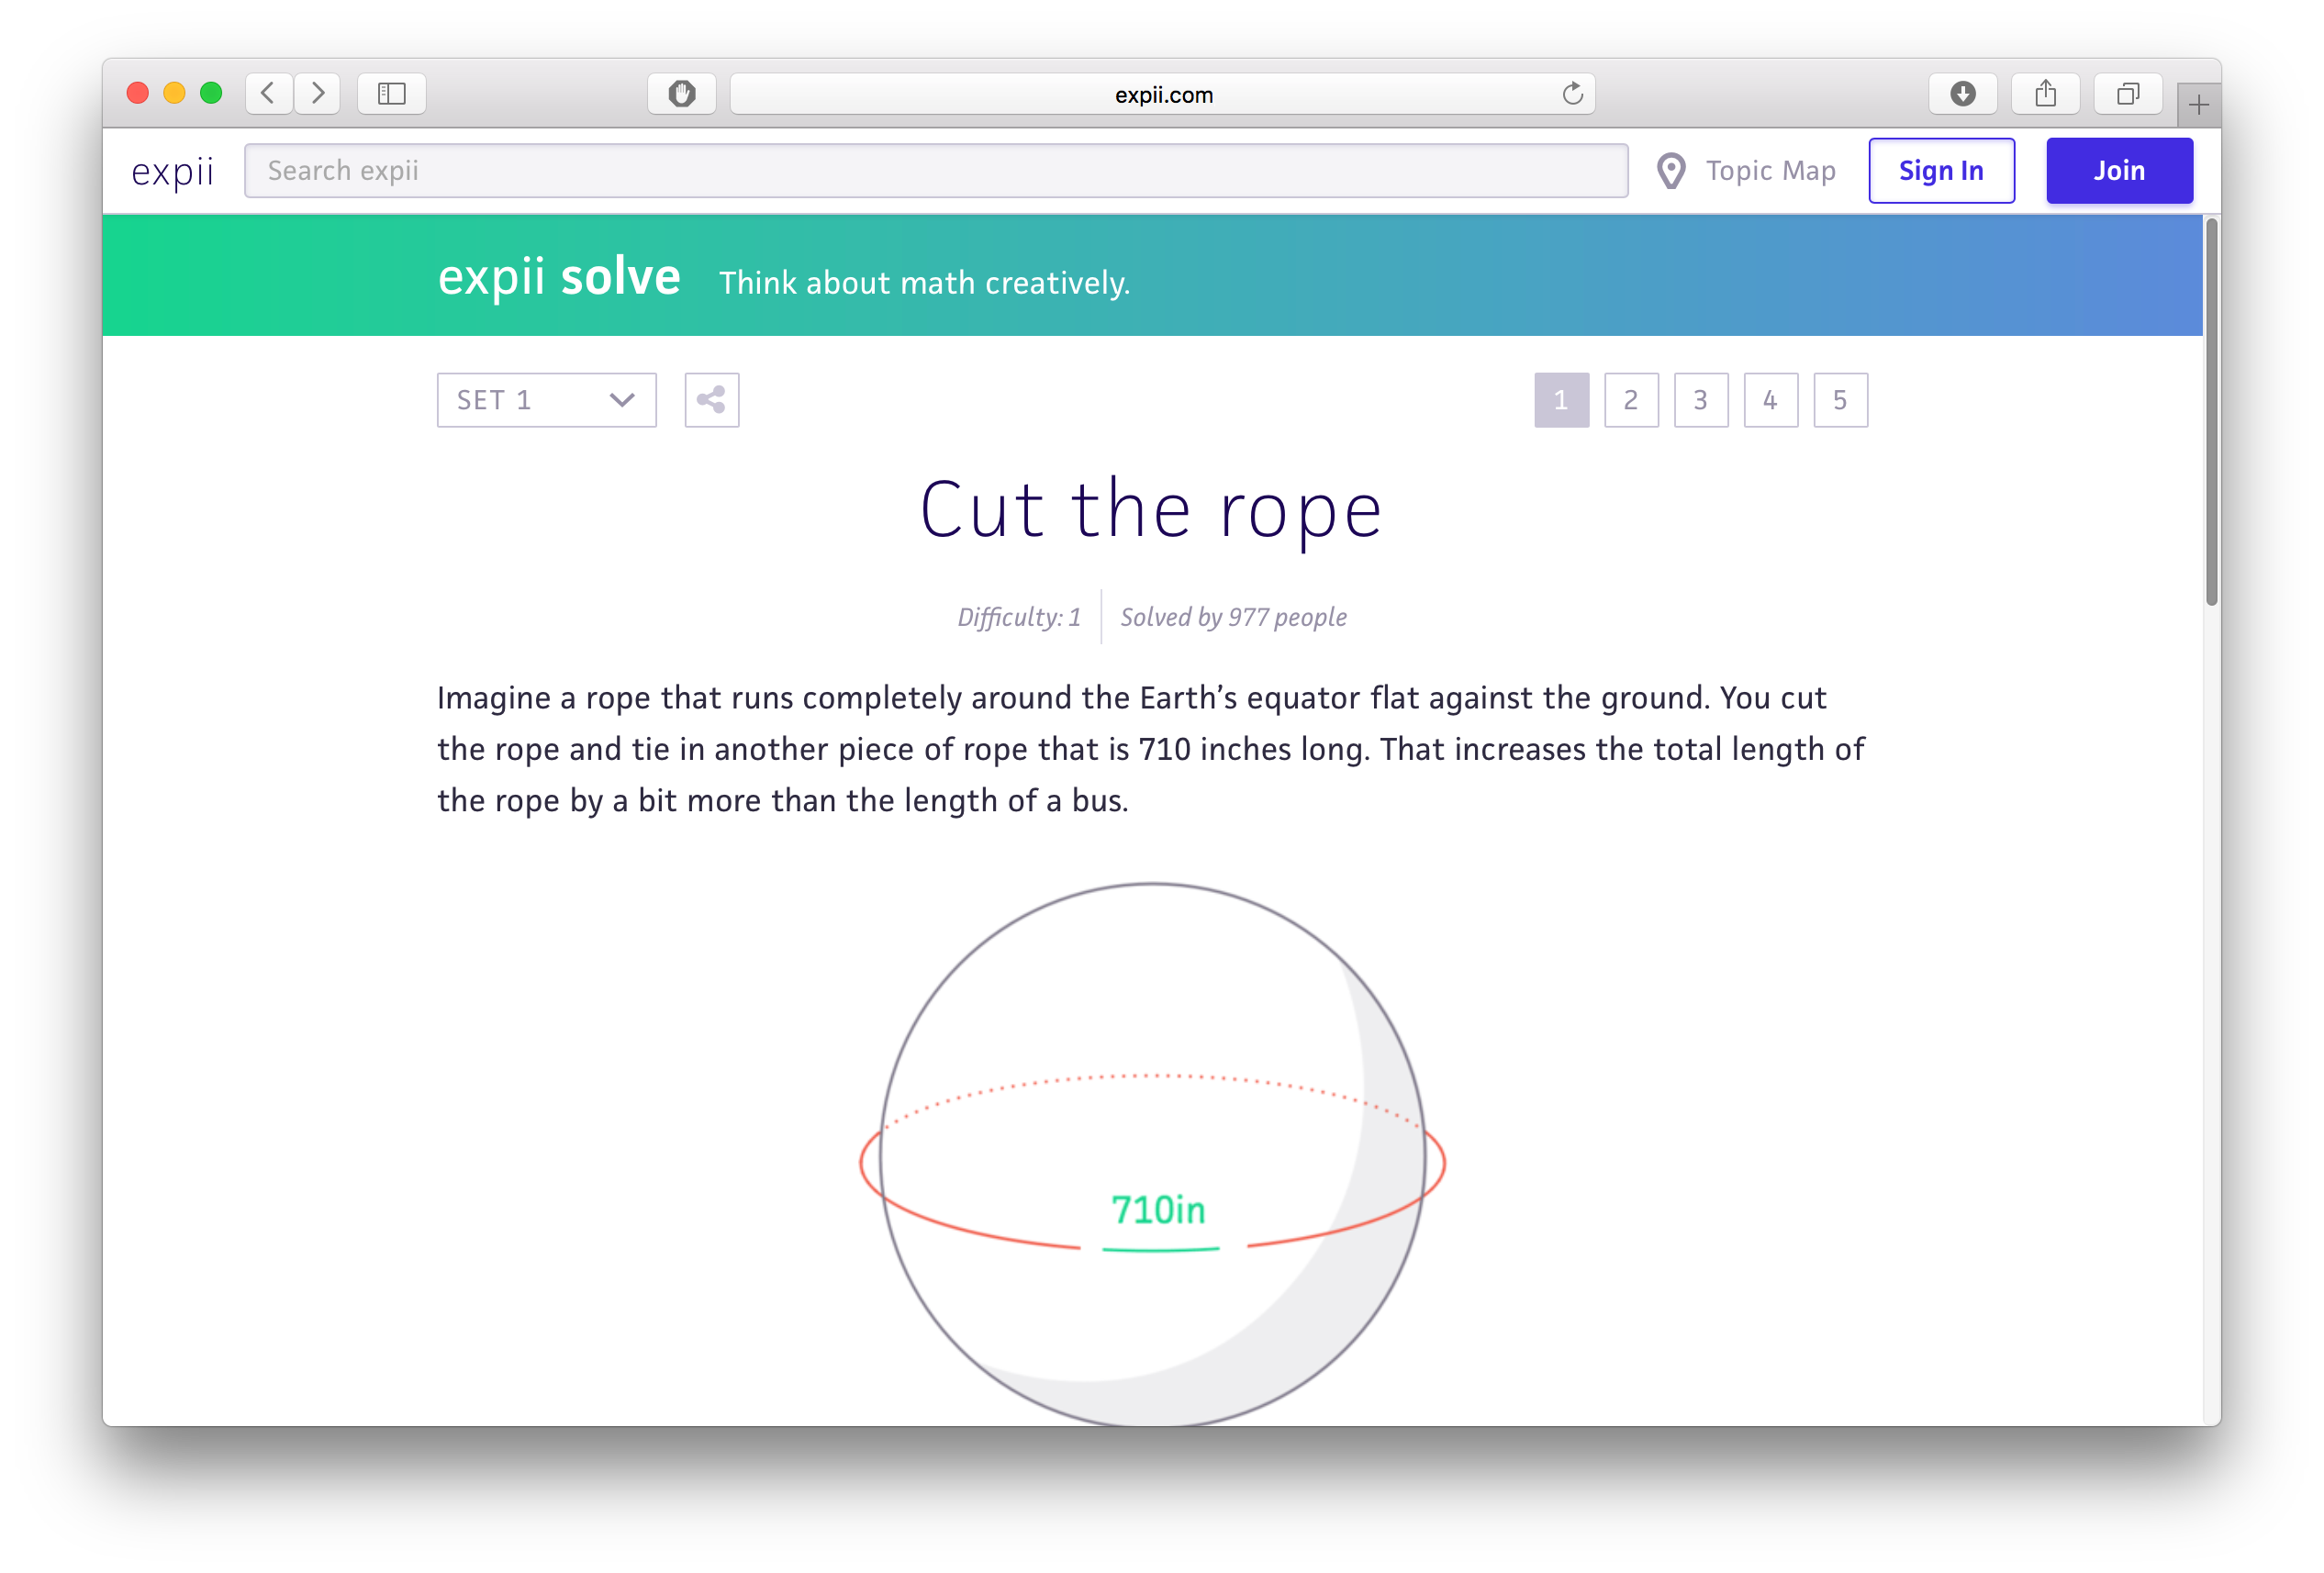 expii.com
expii Search expii Topic Map Sign In Join
expii solve Think about math creatively.
SET 1 1 2 3 4 5
Cut the rope
Difficulty: 1 Solved by 977 people
Imagine a rope that runs completely around the Earth’s equator flat against the ground. You cut
the rope and tie in another piece of rope that is 710 inches long. That increases the total length of
the rope by a bit more than the length of a bus.
710in